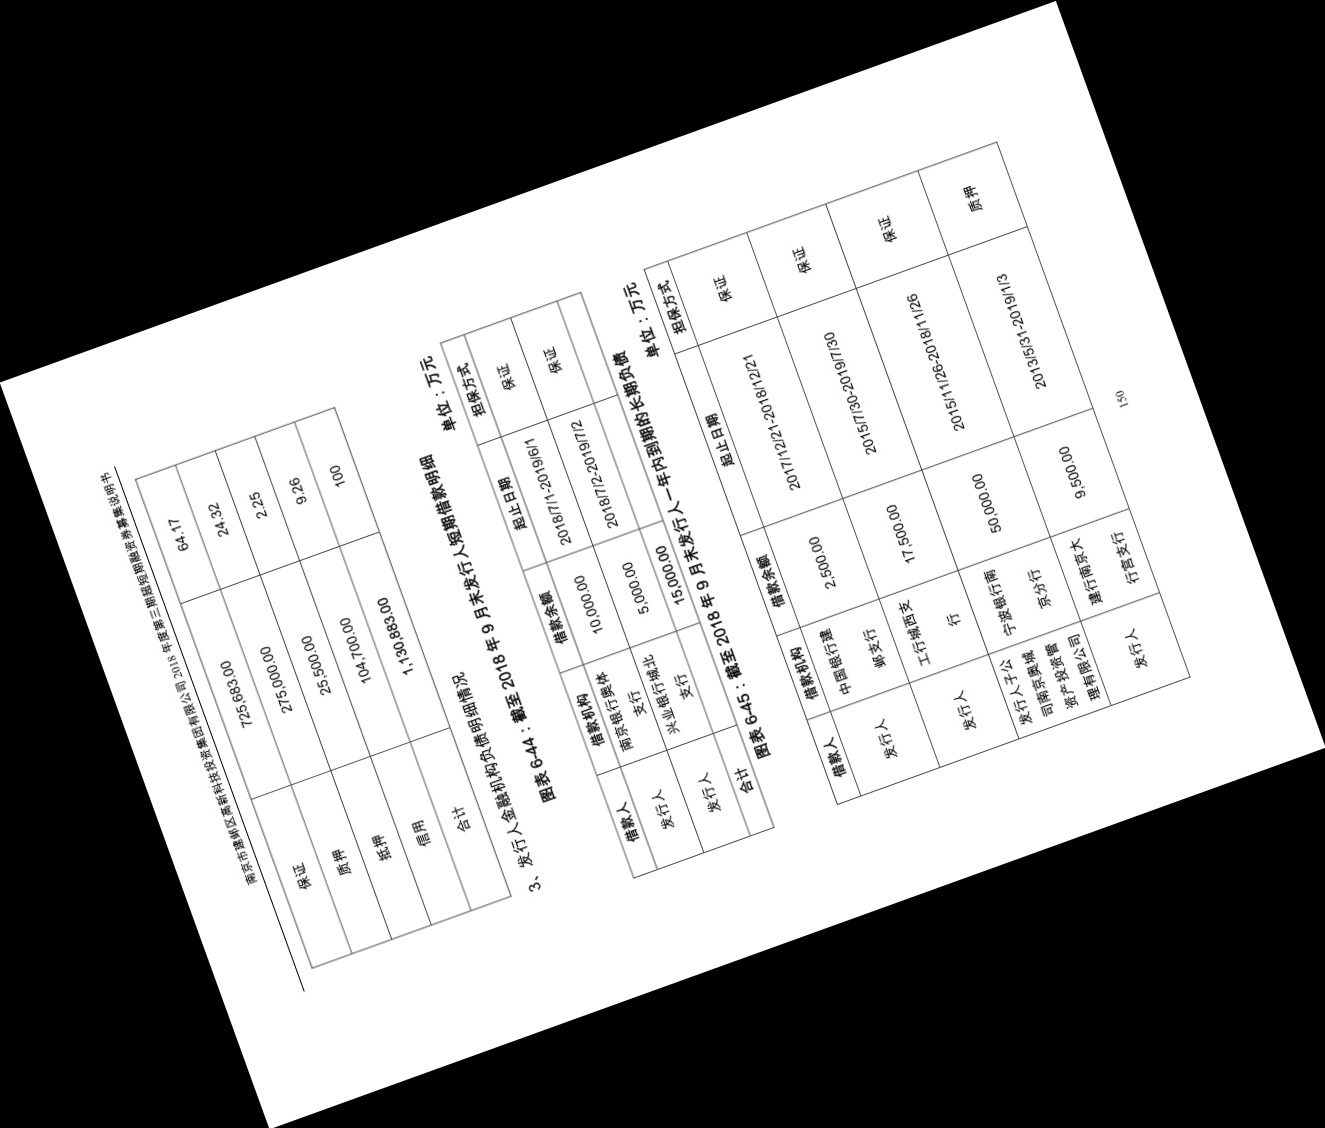 南京市建邺区高新科技投资集团有限公司 2018 年度第三期超短期融资券募集说明书
保证 725,683.00 64.17
质押 275,000.00 24.32
抵押 25,500.00 2.25
信用 104,700.00 9.26
合计 1,130,883.00 100
3、发行人金融机构负债明细情况
图表 6-44：截至 2018 年 9 月末发行人短期借款明细
单位：万元
借款人 借款机构 借款余额 起止日期 担保方式
发行人 南京银行奥体 10,000.00 2018/7/1-2019/6/1 保证
支行
发行人 兴业银行城北 5,000.00 2018/7/2-2019/7/2 保证
支行
合计 15,000.00
图表 6-45：截至 2018 年 9 月末发行人一年内到期的长期负债
单位：万元
借款人 借款机构 借款余额 起止日期 担保方式
发行人 中国银行建 2,500.00 2017/12/21-2018/12/21 保证
邺支行
发行人 工行城西支 17,500.00 2015/7/30-2019/7/30 保证
行
发行人子公
司南京奥城
资产投资管
理有限公司
宁波银行南 50,000.00 2015/11/26-2018/11/26 保证
京分行
发行人 建行南京大 9,500.00 2013/5/31-2019/1/3 质押
行宫支行
150